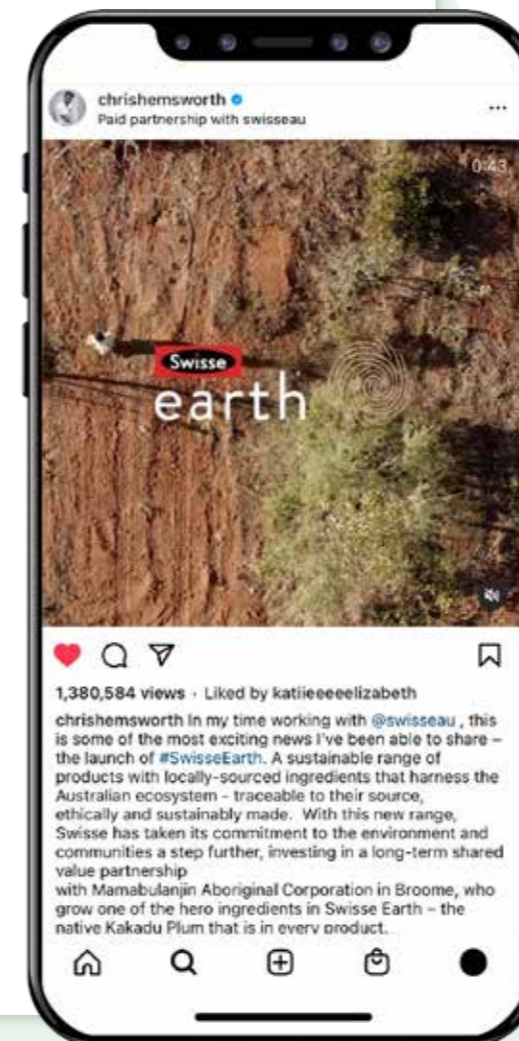 chrishemsworth
Paid partnership with swisseau
0:43
Swisse
earth
1,380,584 views · Liked by katiieeeeelizabeth
chrishemsworth In my time working with @swisseau , this
is some of the most exciting news I've been able to share –
the launch of #SwisseEarth. A sustainable range of
products with locally-sourced ingredients that harness the
Australian ecosystem – traceable to their source,
ethically and sustainably made.  With this new range,
Swisse has taken its commitment to the environment and
communities a step further, investing in a long-term shared
value partnership
with Mamabulanjin Aboriginal Corporation in Broome, who
grow one of the hero ingredients in Swisse Earth – the
native Kakadu Plum that is in every product.